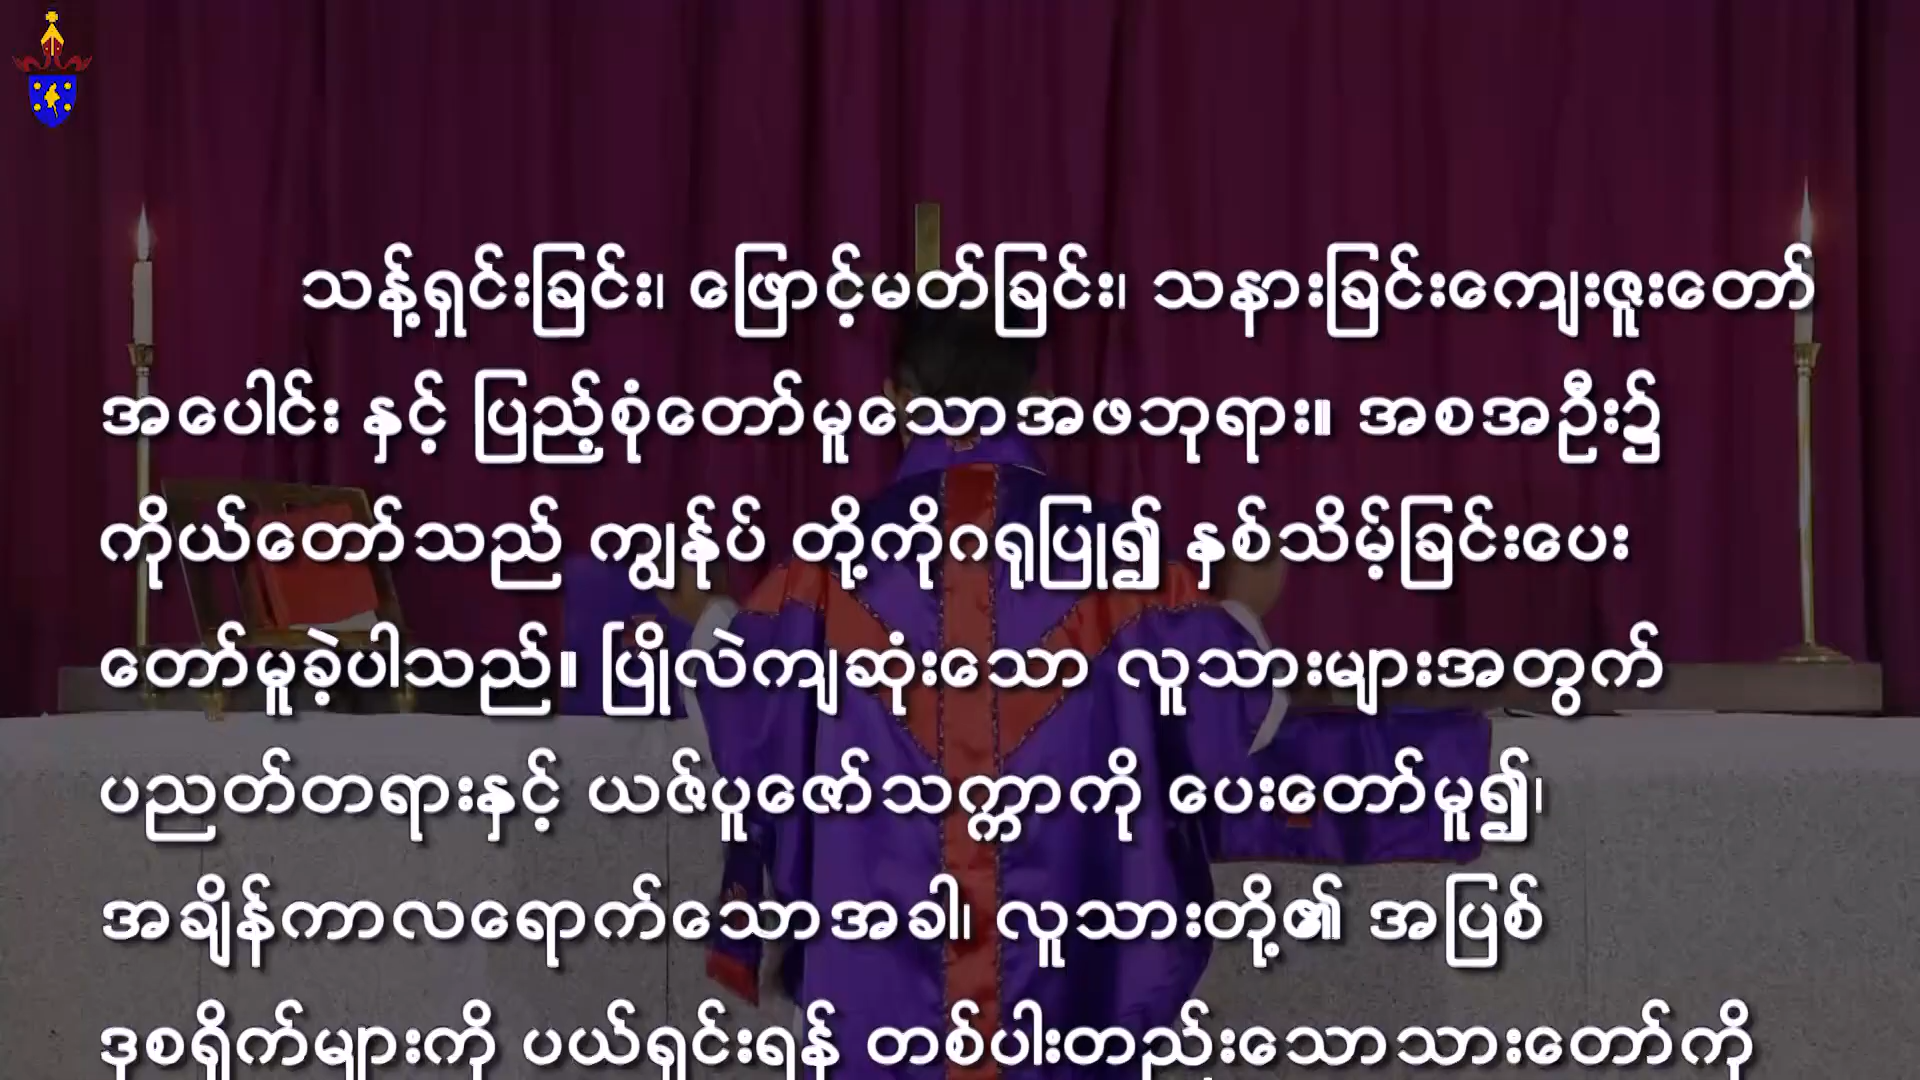 သန့်ရှင်းခြင်း၊ ဖြောင့်မတ်ခြင်း၊ သနားခြင်းကျေးဇူးတော်
အပေါင်း နှင့် ပြည့်စုံတော်မူသောအဖဘုရား။ အစအဦး၌
ကိုယ်တော်သည် ကျွန်ုပ် တို့ကိုဂရုပြု၍ နှစ်သိမ့်ခြင်းပေး
တော်မူခဲ့ပါသည်။ ပြိုလဲကျဆုံးသော လူသားများအတွက်
ပညတ်တရားနှင့် ယဇ်ပူဇော်သက္ကာကို ပေးတော်မူ၍၊
အချိန်ကာလရောက်သောအခါ၊ လူသားတို့၏ အပြစ်
ဒုစရိုက်များကို ပယ်ရှင်းရန် တစ်ပါးတည်းသောသားတော်ကို